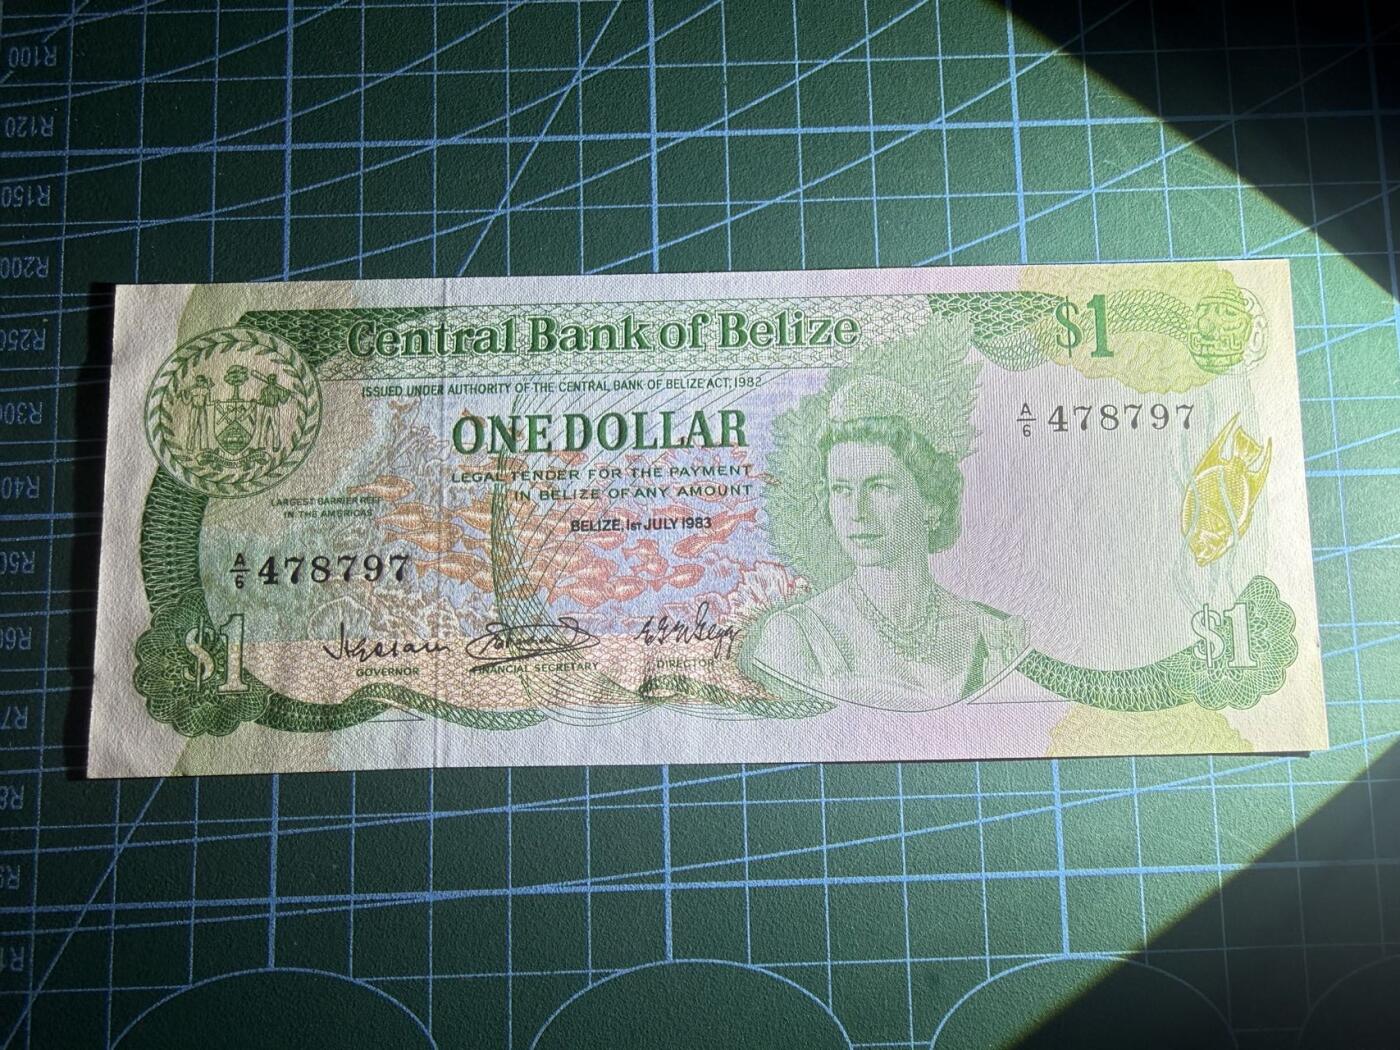 Central Bank of Belize
$1
ISSUED UNDER AUTHORITY OF THE CENTRAL BANK OF BELIZE ACT, 1982
ONE DOLLAR
A/6 478797
LEGAL TENDER FOR THE PAYMENT
IN BELIZE OF ANY AMOUNT
LARGEST BARRIER REEF
IN THE AMERICAS
BELIZE, 1ST JULY 1983
A/6 478797
$1
GOVERNOR
FINANCIAL SECRETARY
DIRECTOR
$1
R100
R120
R150
R200
R250